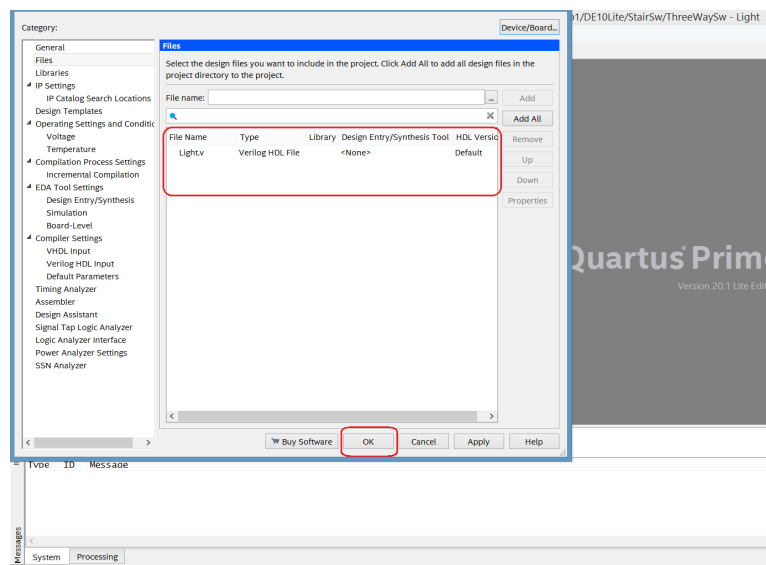 1/DE10Lite/StairSw/ThreeWaySw - Light
Category:
Device/Board...
General
Files
Libraries
IP Settings
IP Catalog Search Locations
Design Templates
Operating Settings and Conditic
Voltage
Temperature
Compilation Process Settings
Incremental Compilation
EDA Tool Settings
Design Entry/Synthesis
Simulation
Board-Level
Compiler Settings
VHDL Input
Verilog HDL Input
Default Parameters
Timing Analyzer
Assembler
Design Assistant
Signal Tap Logic Analyzer
Logic Analyzer Interface
Power Analyzer Settings
SSN Analyzer
Files
Select the design files you want to include in the project. Click Add All to add all design files in the
project directory to the project.
File name:
...
Add
Add All
Remove
Up
Down
Properties
File Name Type Library Design Entry/Synthesis Tool HDL Versio
Light.v Verilog HDL File <None> Default
Buy Software
OK
Cancel
Apply
Help
Quartus Prime
Version 20.1 Lite Edit
Type ID Message
Messages
System
Processing